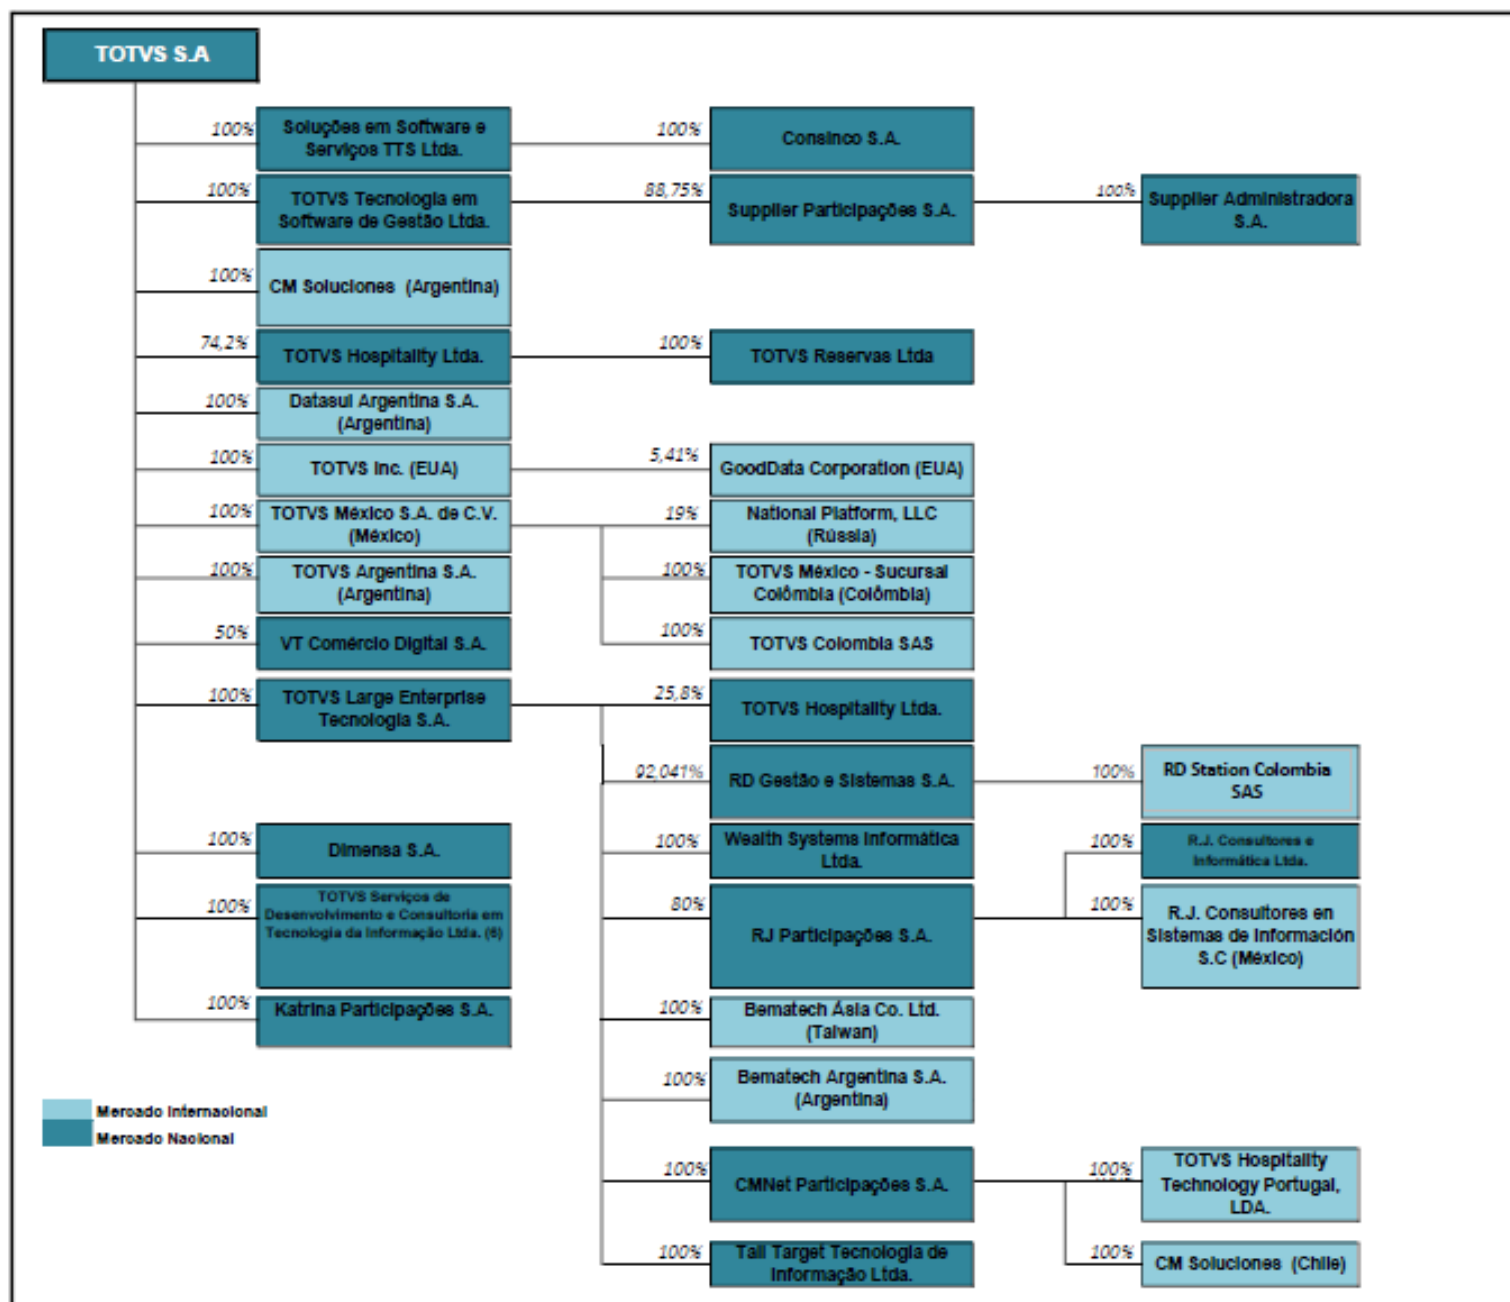 TOTVS S.A
100%
Soluções em Software e
Serviços TTS Ltda.
100%
Consinco S.A.
100%
TOTVS Tecnologia em
Software de Gestão Ltda.
88,75%
Supplier Participações S.A.
100%
Supplier Administradora
S.A.
100%
CM Soluciones (Argentina)
74,2%
TOTVS Hospitality Ltda.
100%
TOTVS Reservas Ltda
100%
Datasul Argentina S.A.
(Argentina)
100%
TOTVS Inc. (EUA)
5,41%
GoodData Corporation (EUA)
100%
TOTVS México S.A. de C.V.
(México)
19%
National Platform, LLC
(Rússia)
100%
TOTVS Argentina S.A.
(Argentina)
100%
TOTVS México - Sucursal
Colômbia (Colômbia)
50%
VT Comércio Digital S.A.
100%
TOTVS Colombia SAS
100%
TOTVS Large Enterprise
Tecnologia S.A.
25,8%
TOTVS Hospitality Ltda.
92,041%
RD Gestão e Sistemas S.A.
100%
RD Station Colombia
SAS
100%
Dimensa S.A.
100%
Wealth Systems Informática
Ltda.
100%
R.J. Consultores e
Informática Ltda.
100%
TOTVS Serviços de
Desenvolvimento e Consultoria em
Tecnologia da Informação Ltda. (6)
80%
RJ Participações S.A.
100%
R.J. Consultores en
Sistemas de Información
S.C (México)
100%
Katrina Participações S.A.
100%
Bematech Ásia Co. Ltd.
(Taiwan)
100%
Bematech Argentina S.A.
(Argentina)
Mercado Internacional
Mercado Nacional
100%
CMNet Participações S.A.
100%
TOTVS Hospitality
Technology Portugal,
LDA.
100%
Tail Target Tecnologia de
Informação Ltda.
100%
CM Soluciones (Chile)